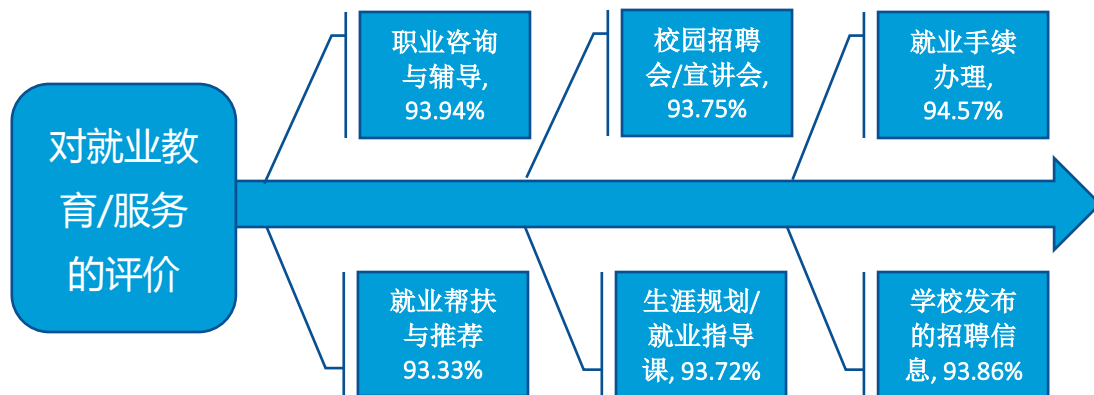 对就业教
育/服务
的评价
职业咨询
与辅导,
93.94%
校园招聘
会/宣讲会,
93.75%
就业手续
办理,
94.57%
就业帮扶
与推荐
93.33%
生涯规划/
就业指导
课, 93.72%
学校发布
的招聘信
息, 93.86%